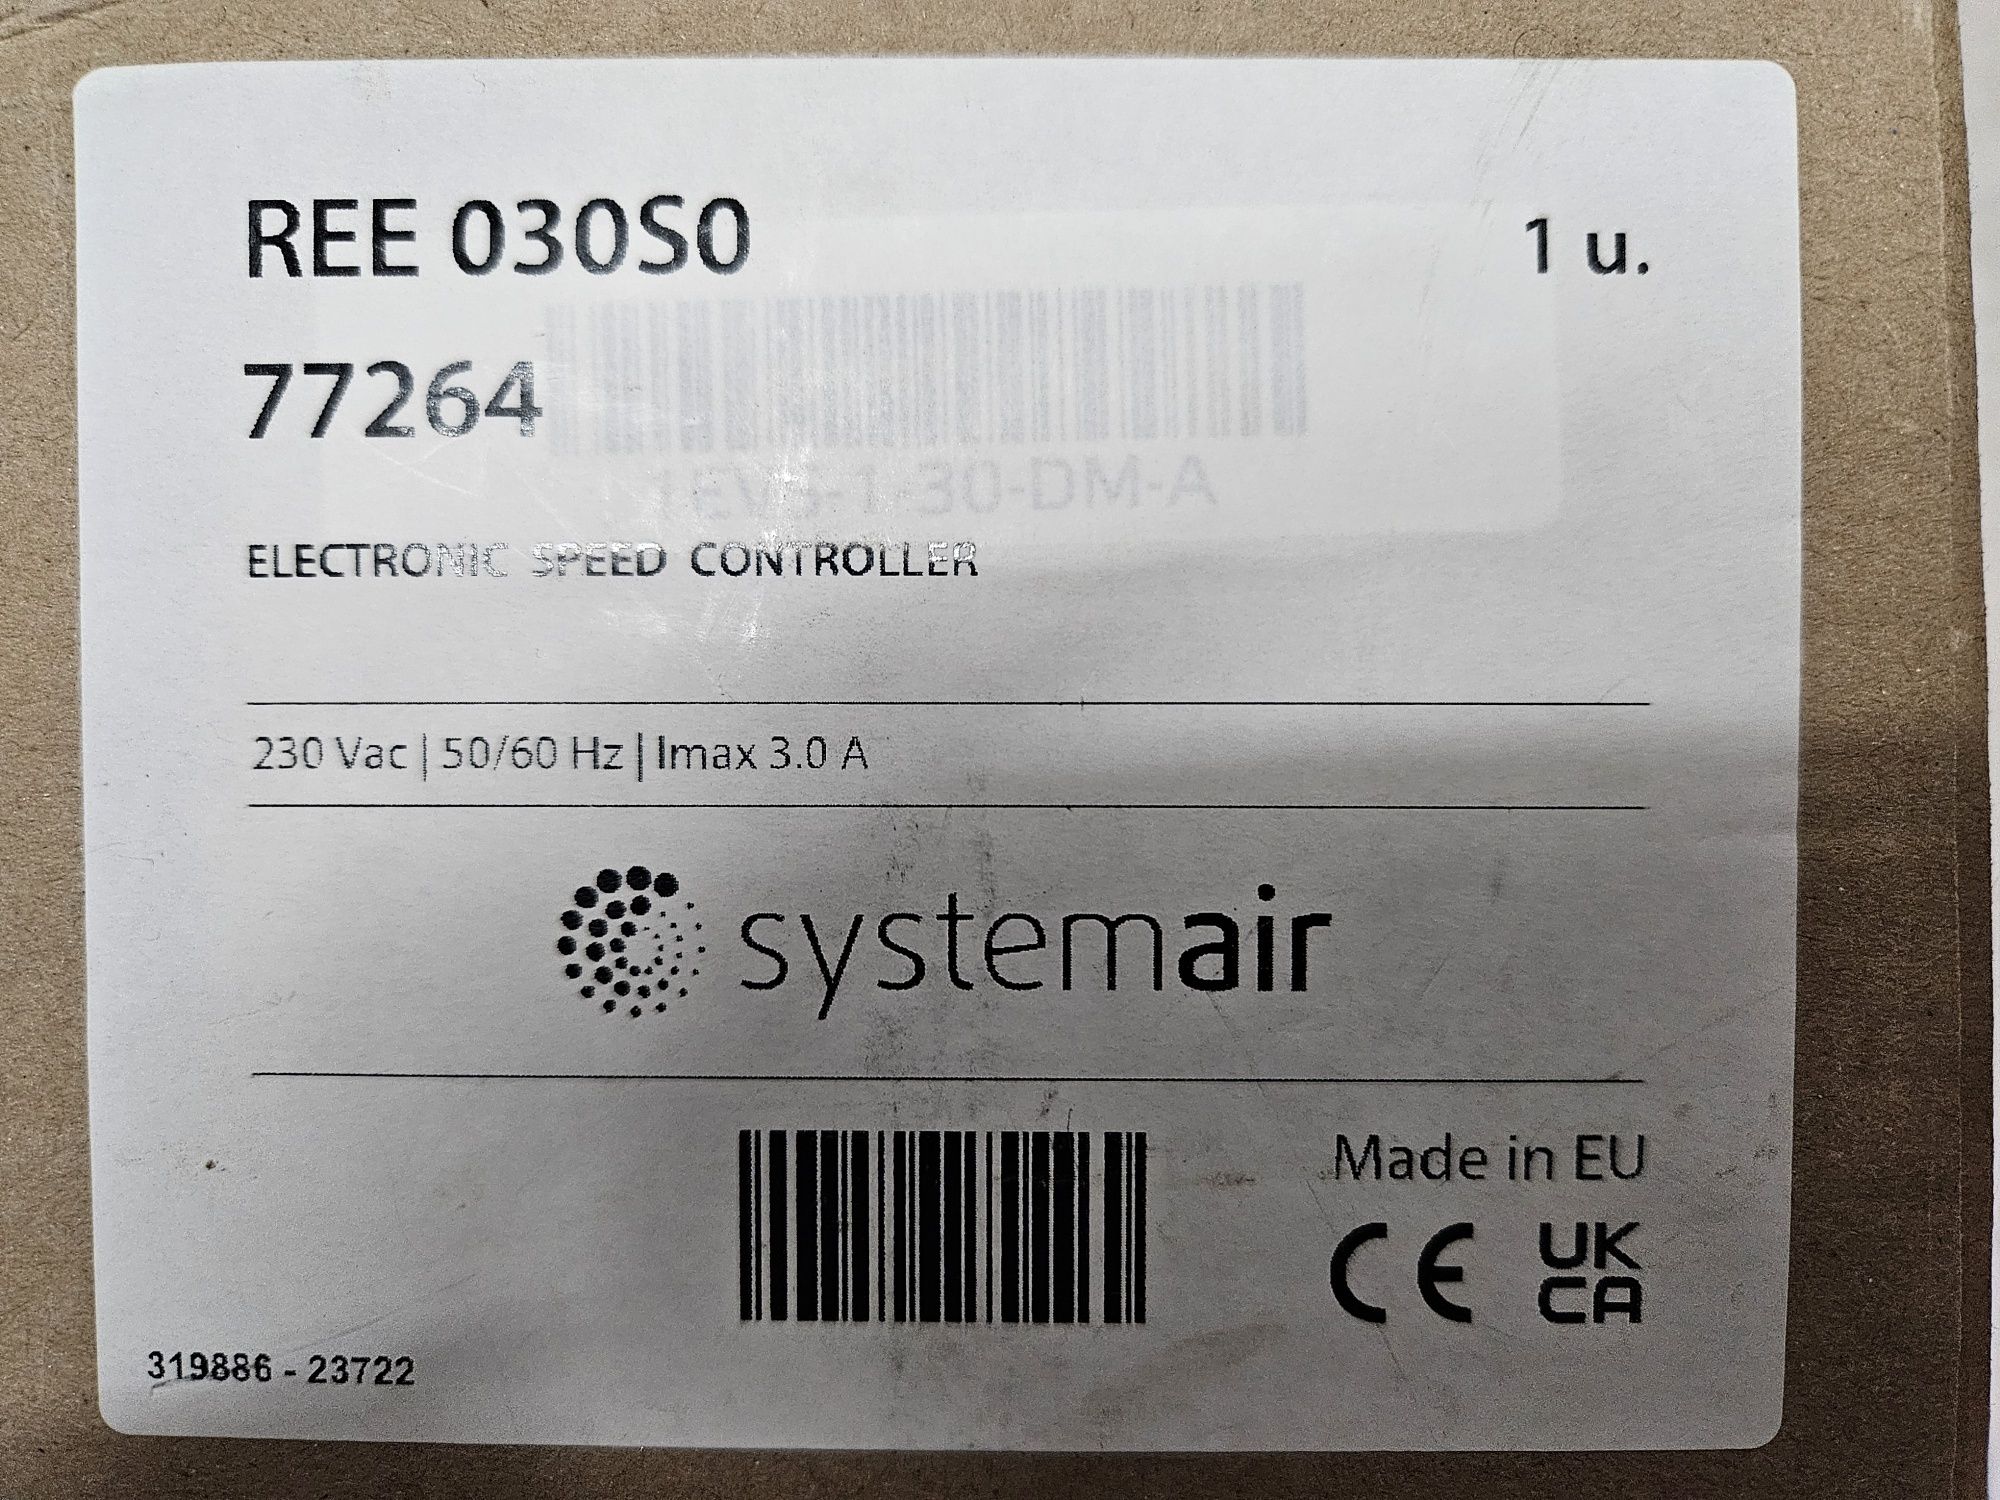 REE 030S0
1 u.
77264
ELECTRONIC SPEED CONTROLLER
230 Vac | 50/60 Hz | Imax 3.0 A
systemair
Made in EU
CE
UK
CA
319886 - 23722